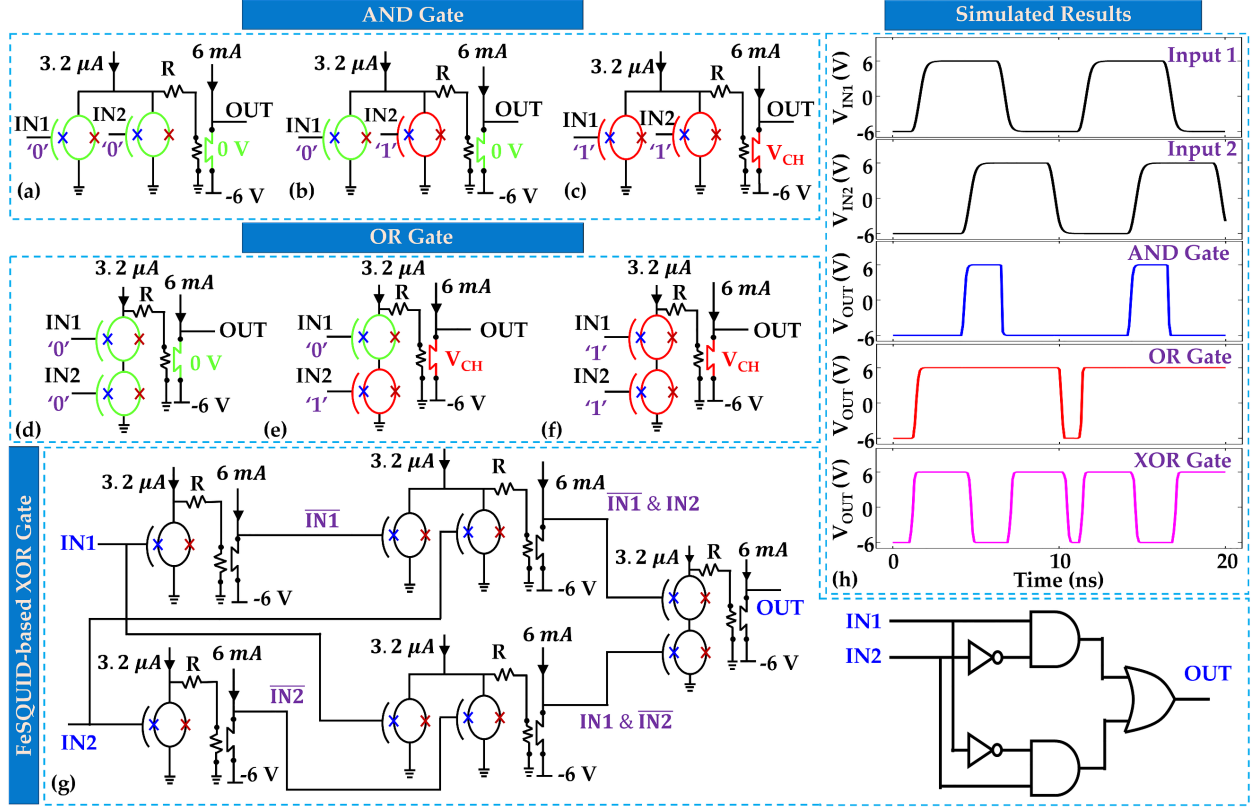 AND Gate
3.2 μA
R
6 mA
OUT
IN1
'0'
IN2
'0'
0 V
-6 V
(a)
3.2 μA
R
6 mA
OUT
IN1
'0'
IN2
'1'
0 V
-6 V
(b)
3.2 μA
R
6 mA
OUT
IN1
'1'
IN2
'1'
V_CH
-6 V
(c)
OR Gate
3.2 μA
R
6 mA
OUT
IN1
'0'
IN2
'0'
0 V
-6 V
(d)
3.2 μA
R
6 mA
OUT
IN1
'0'
IN2
'1'
V_CH
-6 V
(e)
3.2 μA
R
6 mA
OUT
IN1
'1'
IN2
'1'
V_CH
-6 V
(f)
FeSQUID-based XOR Gate
IN1
3.2 μA
R
6 mA
-6 V
I̅N̅1̅
3.2 μA
R
6 mA
-6 V
I̅N̅1̅ & IN2
IN2
3.2 μA
R
6 mA
-6 V
I̅N̅2̅
3.2 μA
R
6 mA
-6 V
IN1 & I̅N̅2̅
3.2 μA
R
6 mA
OUT
-6 V
(g)
Simulated Results
Input 1
V_IN1 (V)
6
0
-6
Input 2
V_IN2 (V)
6
0
-6
AND Gate
V_OUT (V)
6
0
-6
OR Gate
V_OUT (V)
6
0
-6
XOR Gate
V_OUT (V)
6
0
-6
0
10
20
Time (ns)
(h)
IN1
IN2
OUT